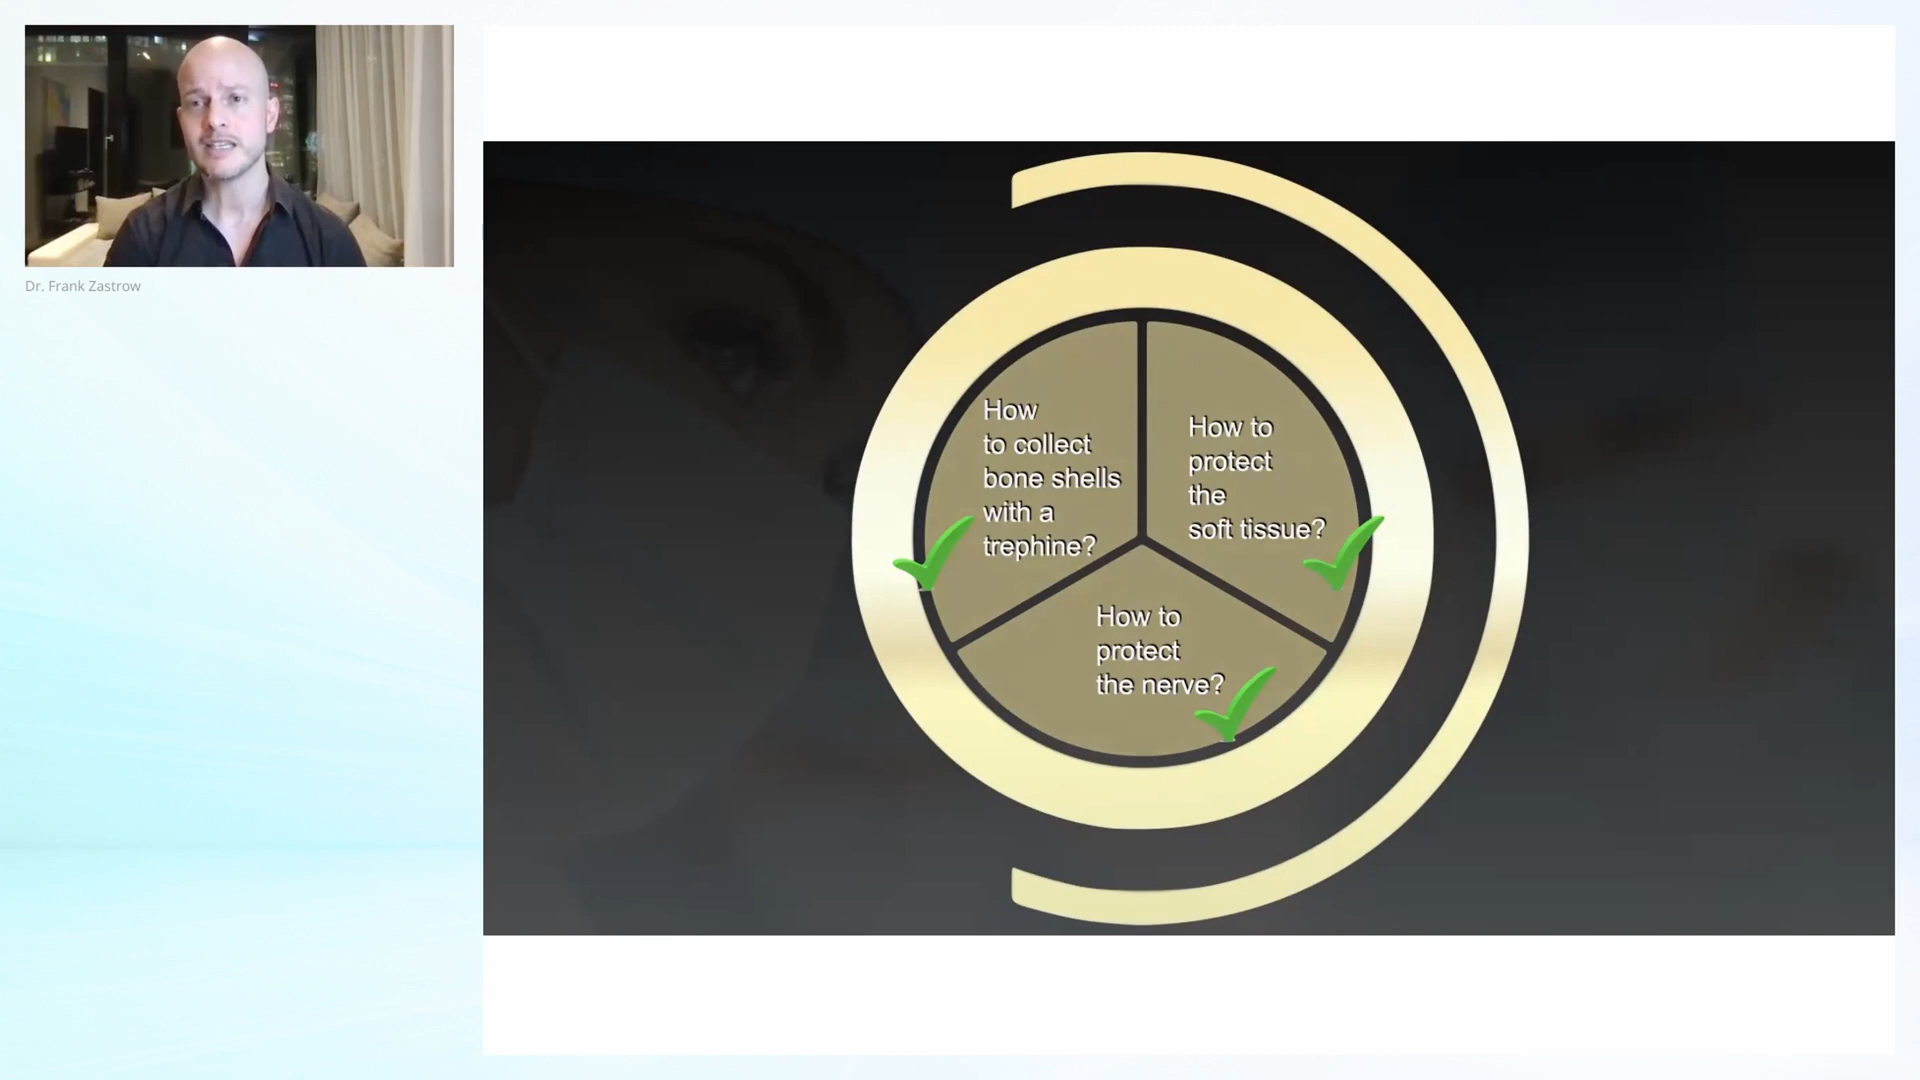 Dr. Frank Zastrow
How
to collect
bone shells
with a
trephine?
How to
protect
the
soft tissue?
How to
protect
the nerve?